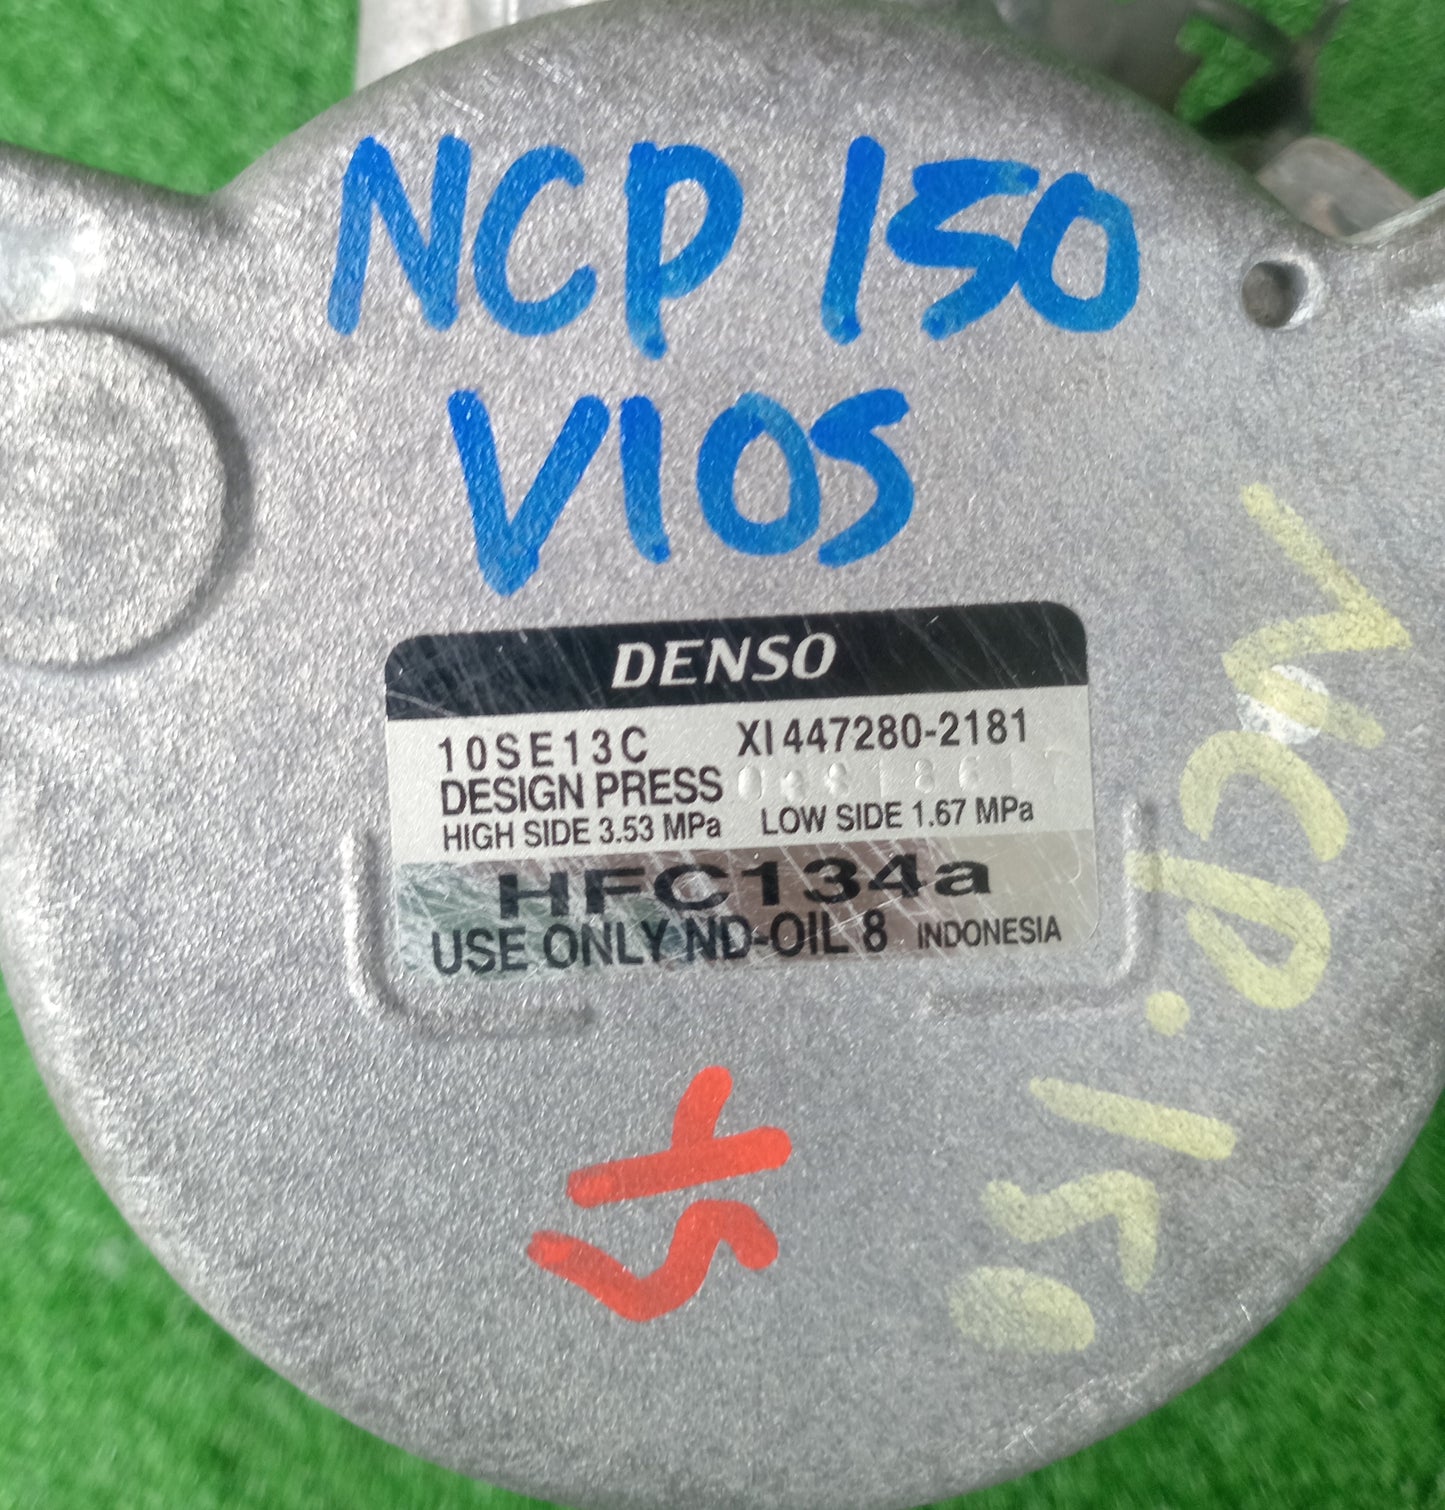 NCP 150
VIOS
DENSO
10SE13C XI 447280-2181
DESIGN PRESS
HIGH SIDE 3.53 MPa LOW SIDE 1.67 MPa
HFC134a
USE ONLY ND-OIL 8 INDONESIA
NCP.150